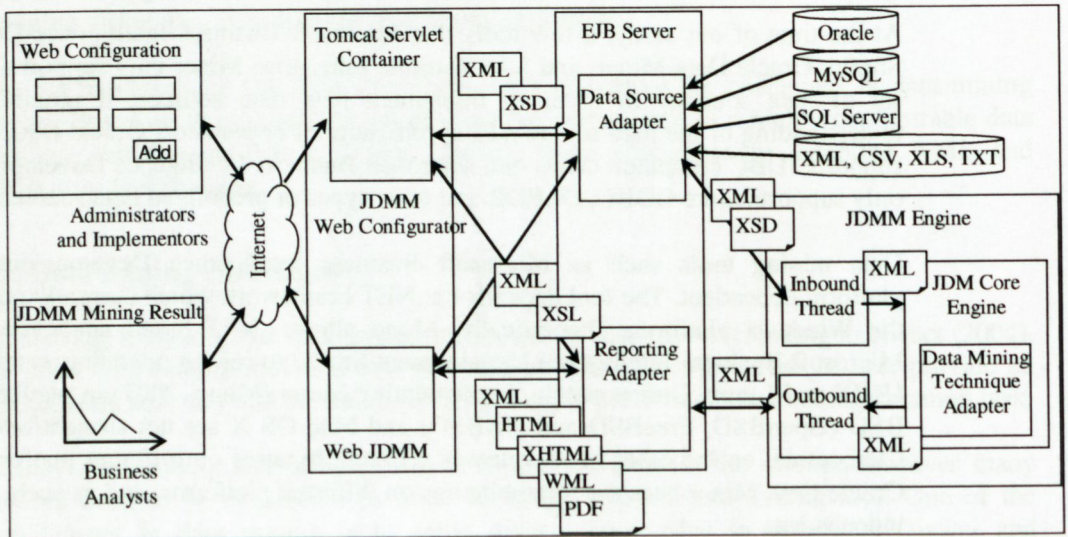 Web Configuration
Add
Administrators
and Implementors
JDMM Mining Result
Business
Analysts
Internet
Tomcat Servlet
Container
JDMM
Web Configurator
Web JDMM
XML
XSD
XML
XSL
XML
HTML
XHTML
WML
PDF
EJB Server
Data Source
Adapter
Reporting
Adapter
Oracle
MySQL
SQL Server
XML, CSV, XLS, TXT
XML
XSD
JDMM Engine
Inbound
Thread
XML
JDM Core
Engine
XML
Outbound
Thread
XML
Data Mining
Technique
Adapter